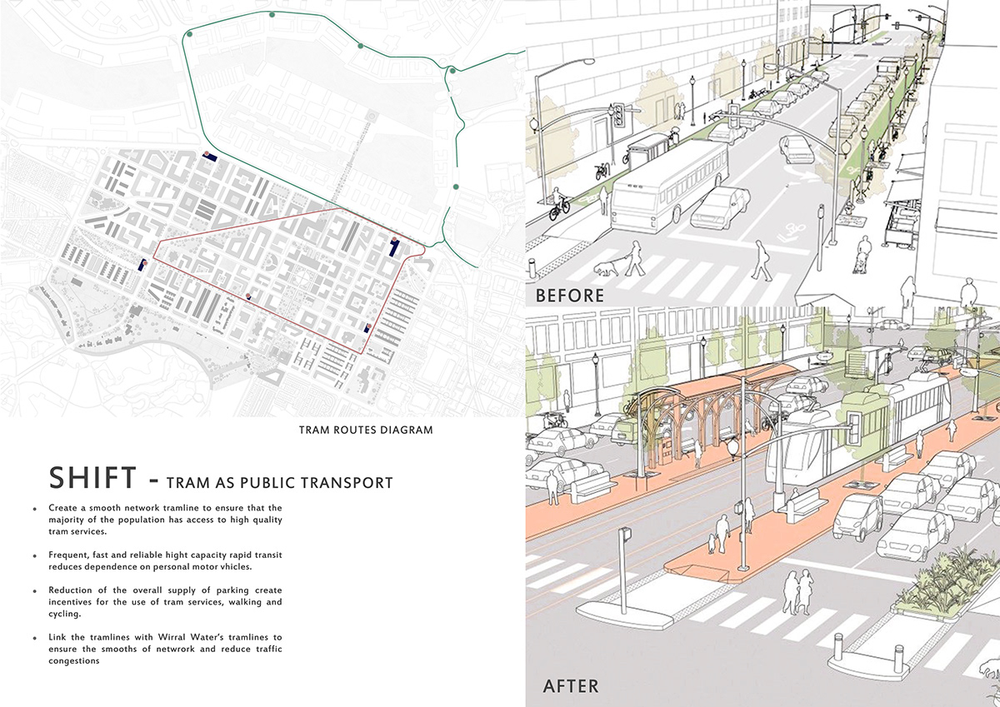 BEFORE
TRAM ROUTES DIAGRAM
SHIFT - TRAM AS PUBLIC TRANSPORT
• Create a smooth network tramline to ensure that the
majority of the population has access to high quality
tram services.
• Frequent, fast and reliable hight capacity rapid transit
reduces dependence on personal motor vhicles.
• Reduction of the overall supply of parking create
incentives for the use of tram services, walking and
cycling.
• Link the tramlines with Wirral Water's tramlines to
ensure the smooths of netwrork and reduce traffic
congestions
AFTER